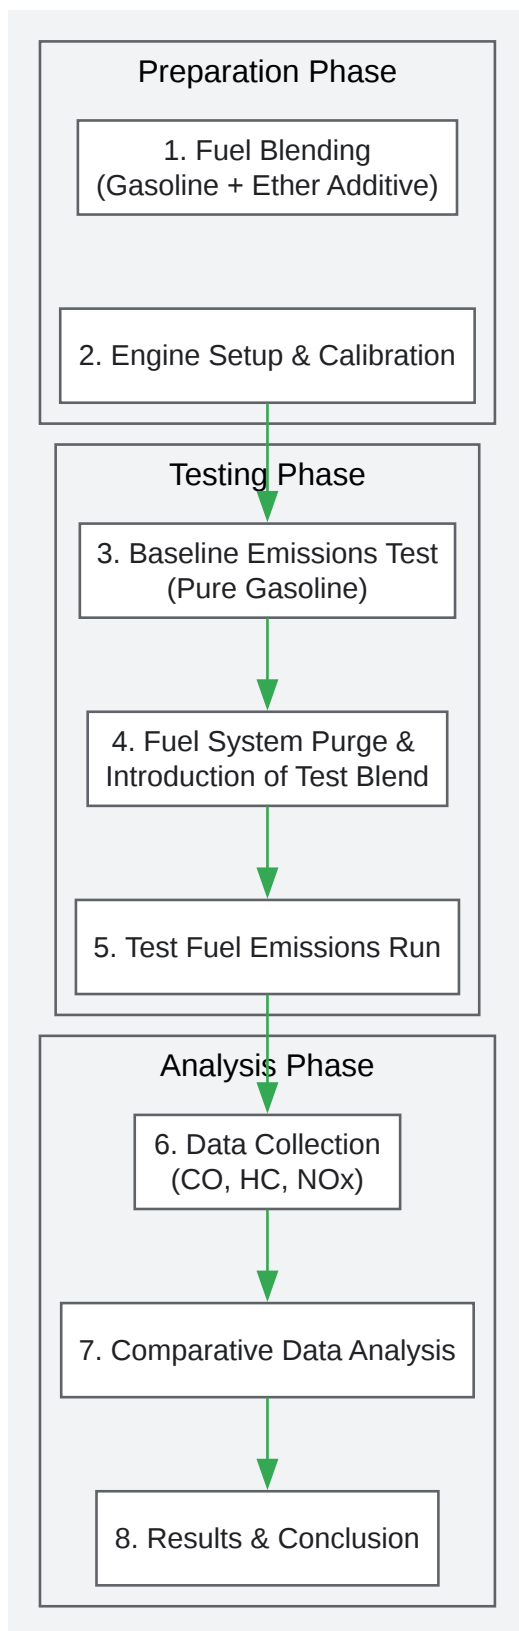 Preparation Phase
1. Fuel Blending
(Gasoline + Ether Additive)
2. Engine Setup & Calibration
Testing Phase
3. Baseline Emissions Test
(Pure Gasoline)
4. Fuel System Purge &
Introduction of Test Blend
5. Test Fuel Emissions Run
Analysis Phase
6. Data Collection
(CO, HC, NOx)
7. Comparative Data Analysis
8. Results & Conclusion